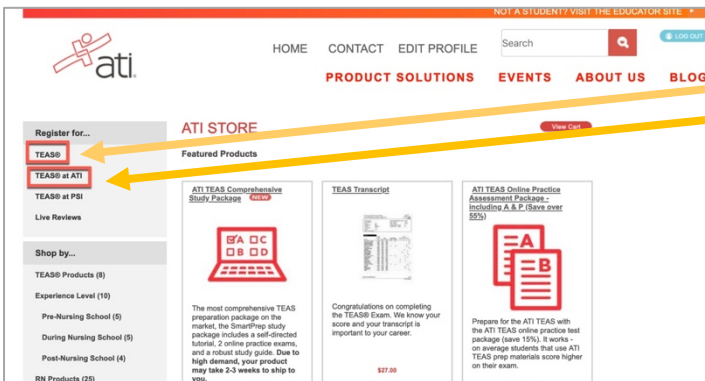 NOT A STUDENT? VISIT THE EDUCATOR SITE
ati
HOME CONTACT EDIT PROFILE
Search
LOG OUT
PRODUCT SOLUTIONS EVENTS ABOUT US BLOG
Register for...
TEAS®
TEAS® at ATI
TEAS® at PSI
Live Reviews
Shop by...
TEAS® Products (8)
Experience Level (10)
Pre-Nursing School (5)
During Nursing School (5)
Post-Nursing School (4)
RN Products (25)
ATI STORE
View Cart
Featured Products
ATI TEAS Comprehensive
Study Package NEW
A C
B D
The most comprehensive TEAS
preparation package on the
market, the SmartPrep study
package includes a self-directed
tutorial, 2 online practice exams,
and a robust study guide. Due to
high demand, your product
may take 2-3 weeks to ship to
you.
TEAS Transcript
Congratulations on completing
the TEAS® Exam. We know your
score and your transcript is
important to your career.
$27.00
ATI TEAS Online Practice
Assessment Package -
including A & P (Save over
55%)
A
B
Prepare for the ATI TEAS with
the ATI TEAS online practice test
package (save 15%). It works -
on average students that use ATI
TEAS prep materials score higher
on their exam.